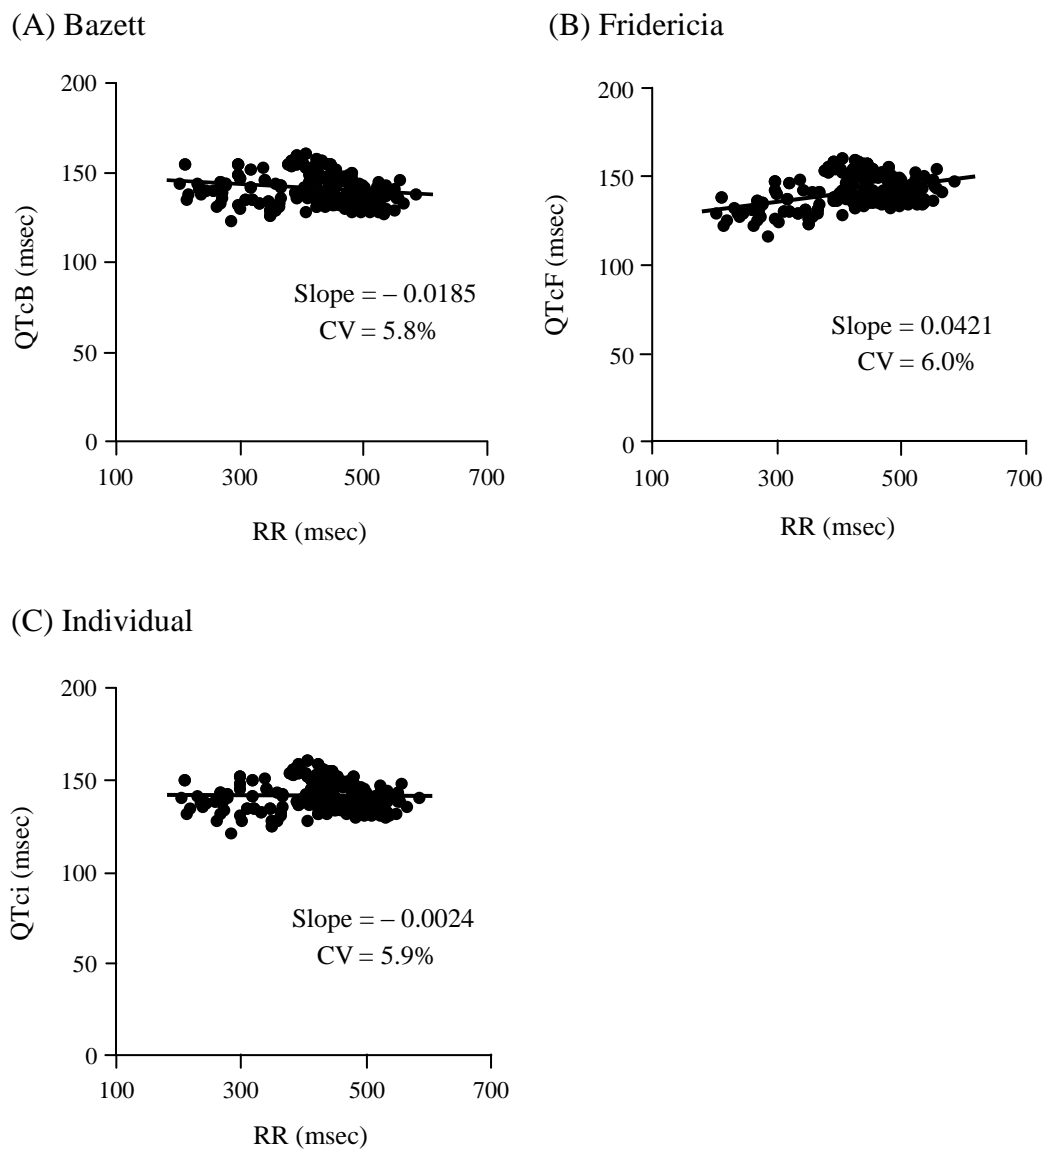 (A) Bazett
200
150
100
50
0
QTcB (msec)
Slope = – 0.0185
CV = 5.8%
100 300 500 700
RR (msec)
(B) Fridericia
200
150
100
50
0
QTcF (msec)
Slope = 0.0421
CV = 6.0%
100 300 500 700
RR (msec)
(C) Individual
200
150
100
50
0
QTci (msec)
Slope = – 0.0024
CV = 5.9%
100 300 500 700
RR (msec)